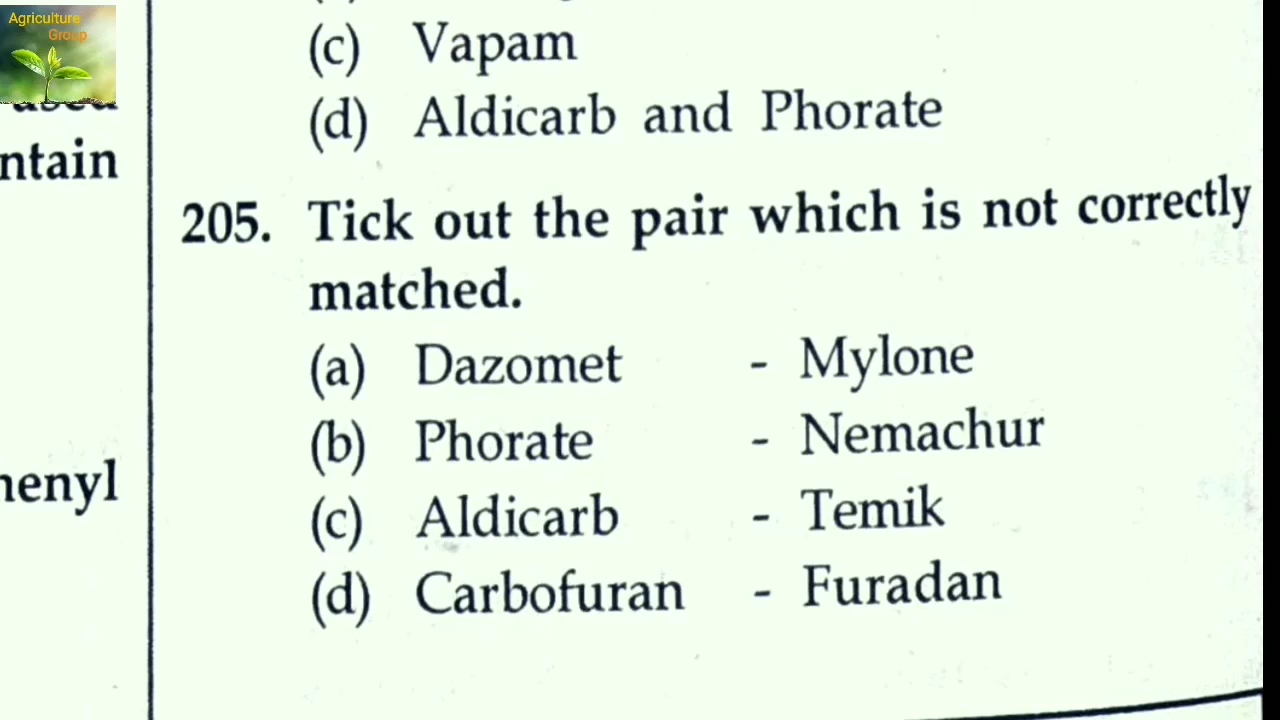 Agriculture
Group
(c) Vapam
(d) Aldicarb and Phorate
ntain
205. Tick out the pair which is not correctly
matched.
(a) Dazomet - Mylone
(b) Phorate - Nemachur
henyl
(c) Aldicarb - Temik
(d) Carbofuran - Furadan